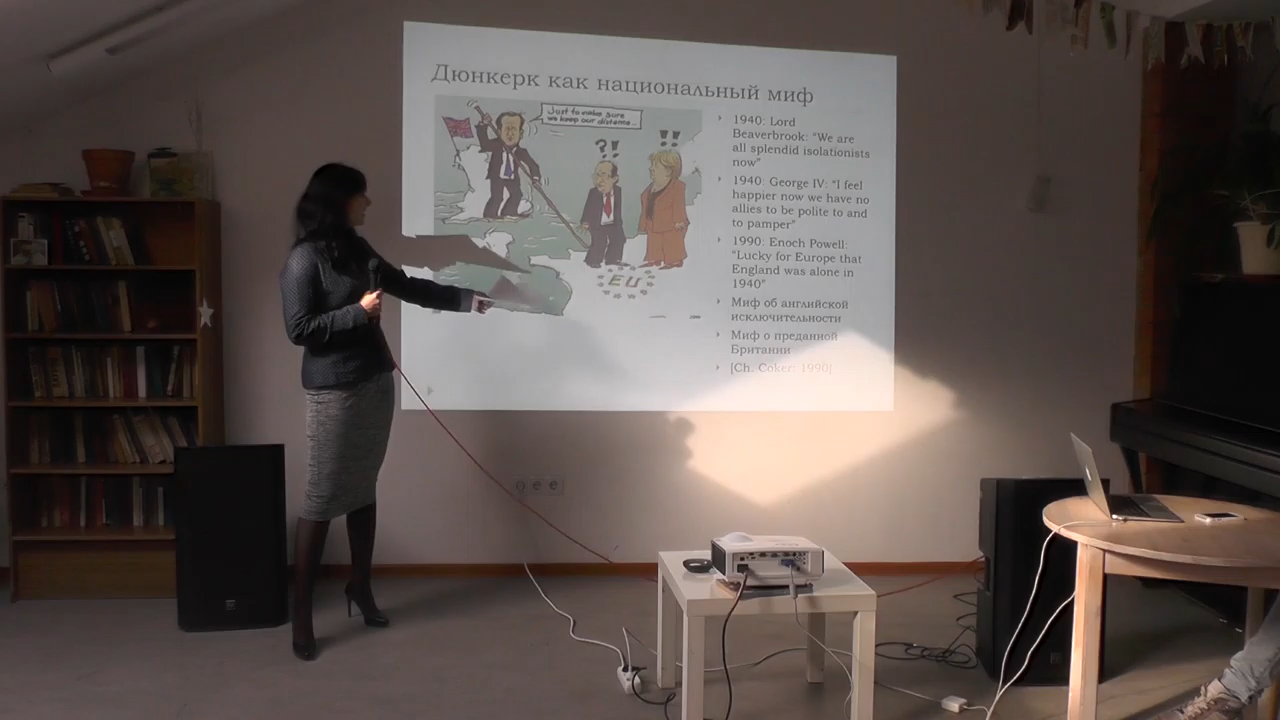 Дюнкерк как национальный миф
Just to make sure
we keep our distance...
?!
!!
EU
1940: Lord
Beaverbrook: "We are
all splendid isolationists
now"
1940: George IV: "I feel
happier now we have no
allies to be polite to and
to pamper"
1990: Enoch Powell:
"Lucky for Europe that
England was alone in
1940"
Миф об английской
исключительности
Миф о преданной
Британии
[Ch. Coker: 1990]